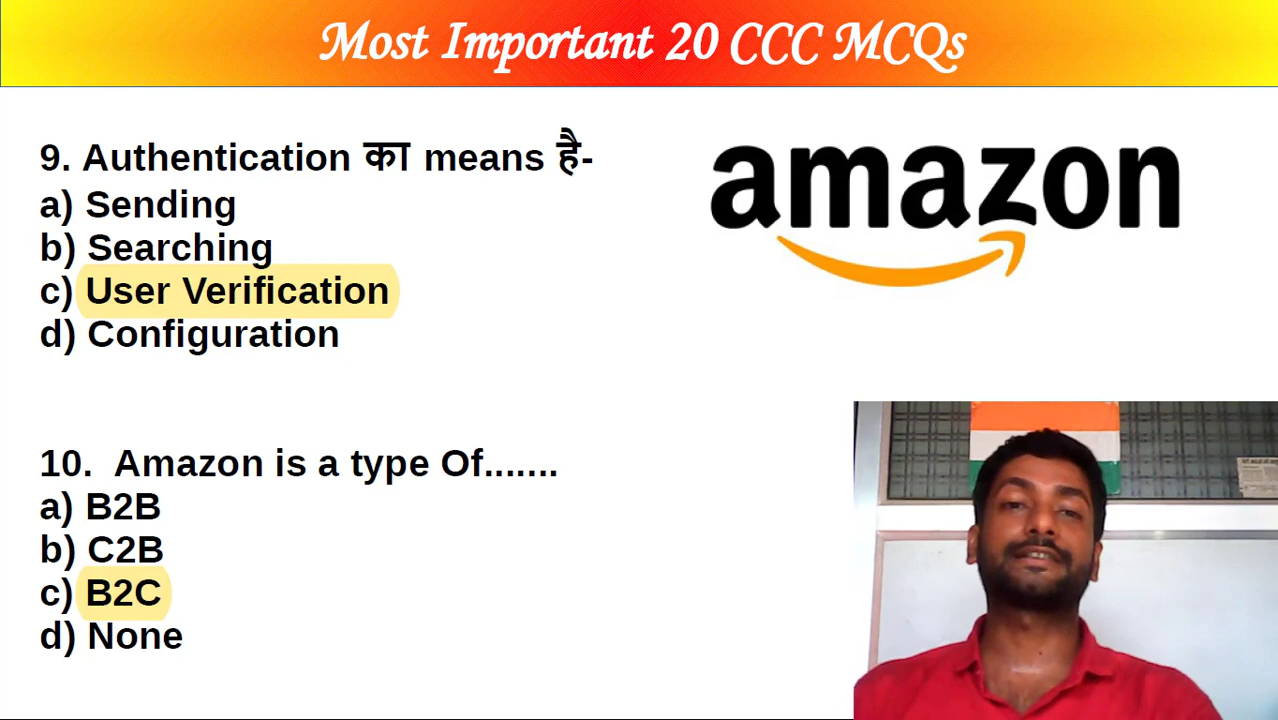 Most Important 20 CCC MCQs
9. Authentication का means है-
a) Sending
b) Searching
c) User Verification
d) Configuration
amazon
10. Amazon is a type Of.......
a) B2B
b) C2B
c) B2C
d) None